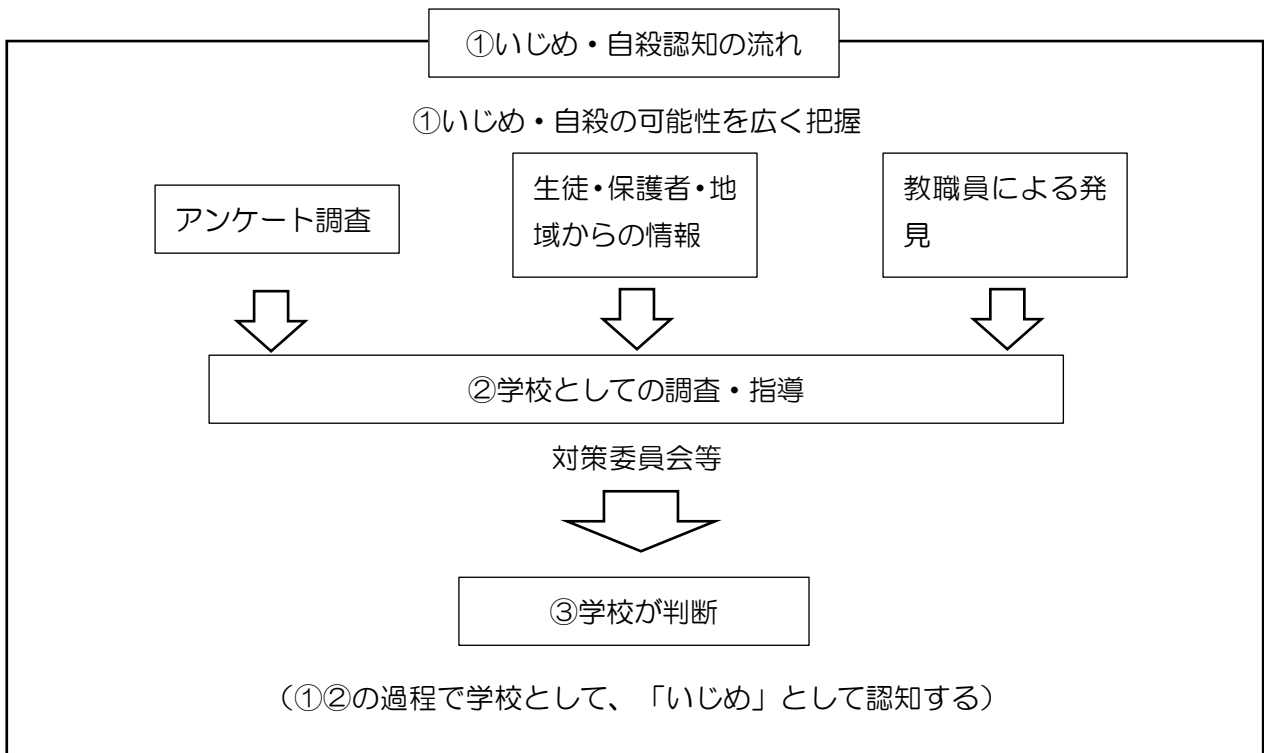 ①いじめ・自殺認知の流れ
①いじめ・自殺の可能性を広く把握
アンケート調査
生徒・保護者・地
域からの情報
教職員による発
見
②学校としての調査・指導
対策委員会等
③学校が判断
（①②の過程で学校として、「いじめ」として認知する）